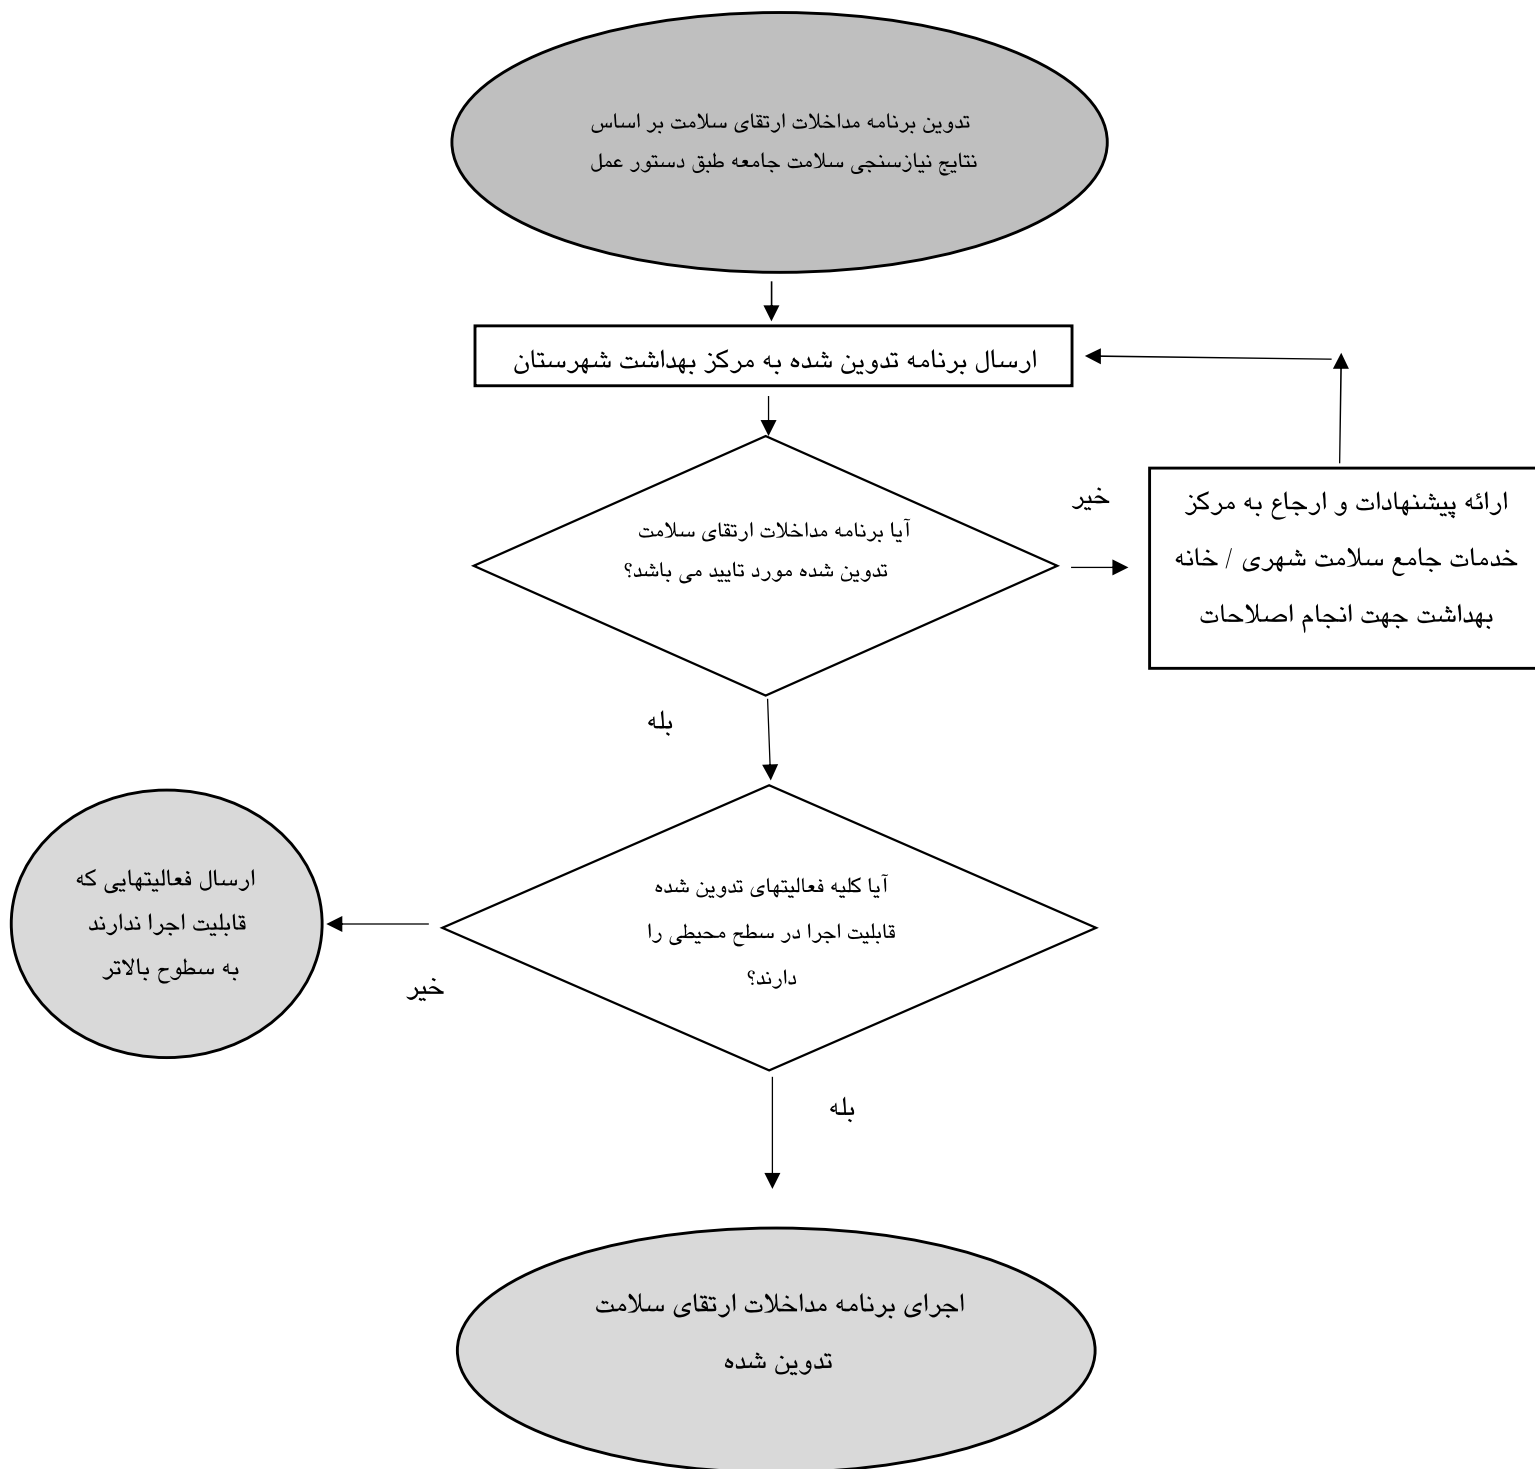 تدوین برنامه مداخلات ارتقای سلامت بر اساس
نتایج نیازسنجی سلامت جامعه طبق دستور عمل
ارسال برنامه تدوین شده به مرکز بهداشت شهرستان
آیا برنامه مداخلات ارتقای سلامت
تدوین شده مورد تایید می باشد؟
خیر
ارائه پیشنهادات و ارجاع به مرکز
خدمات جامع سلامت شهری / خانه
بهداشت جهت انجام اصلاحات
بله
آیا کلیه فعالیتهای تدوین شده
قابلیت اجرا در سطح محیطی را
دارند؟
خیر
ارسال فعالیتهایی که
قابلیت اجرا ندارند
به سطوح بالاتر
بله
اجرای برنامه مداخلات ارتقای سلامت
تدوین شده